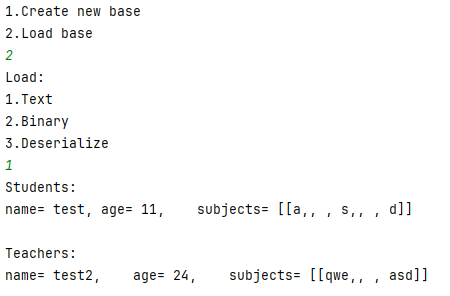 1.Create new base
2.Load base
2
Load:
1.Text
2.Binary
3.Deserialize
1
Students:
name= test, age= 11,    subjects= [[a,, , s,, , d]]

Teachers:
name= test2,    age= 24,    subjects= [[qwe,, , asd]]